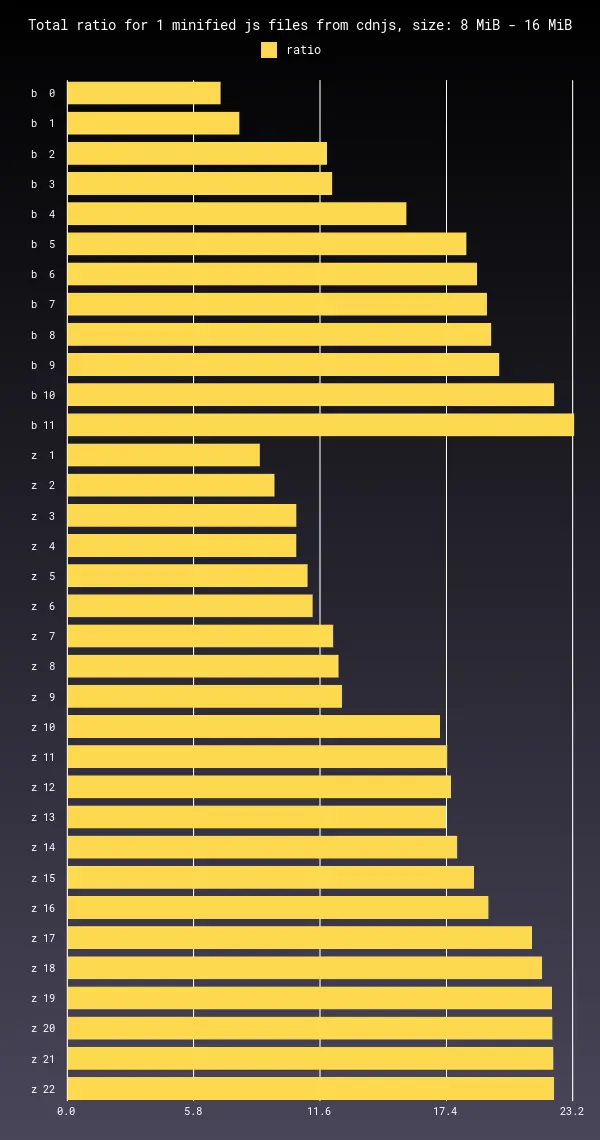 Total ratio for 1 minified js files from cdnjs, size: 8 MiB - 16 MiB
ratio
b 0
b 1
b 2
b 3
b 4
b 5
b 6
b 7
b 8
b 9
b 10
b 11
z 1
z 2
z 3
z 4
z 5
z 6
z 7
z 8
z 9
z 10
z 11
z 12
z 13
z 14
z 15
z 16
z 17
z 18
z 19
z 20
z 21
z 22
0.0 5.8 11.6 17.4 23.2